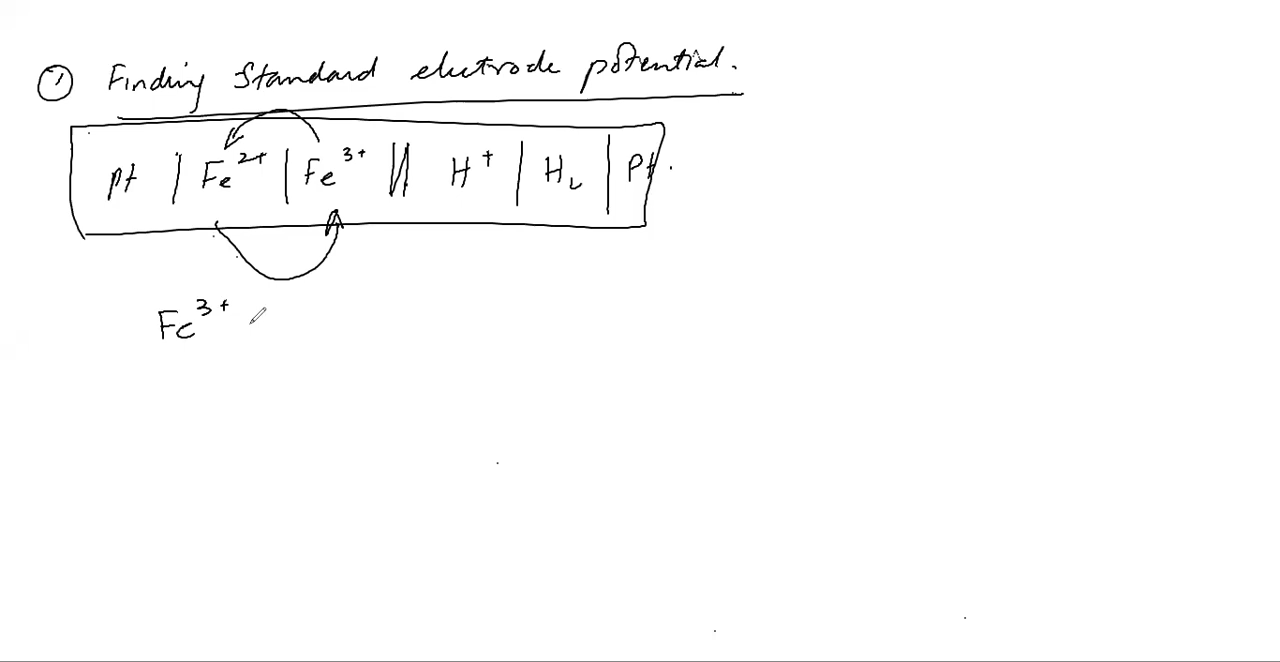 ① Finding Standard electrode potential.
pt | Fe²⁺ | Fe³⁺ || H⁺ | H₂ | Pt.
Fe³⁺